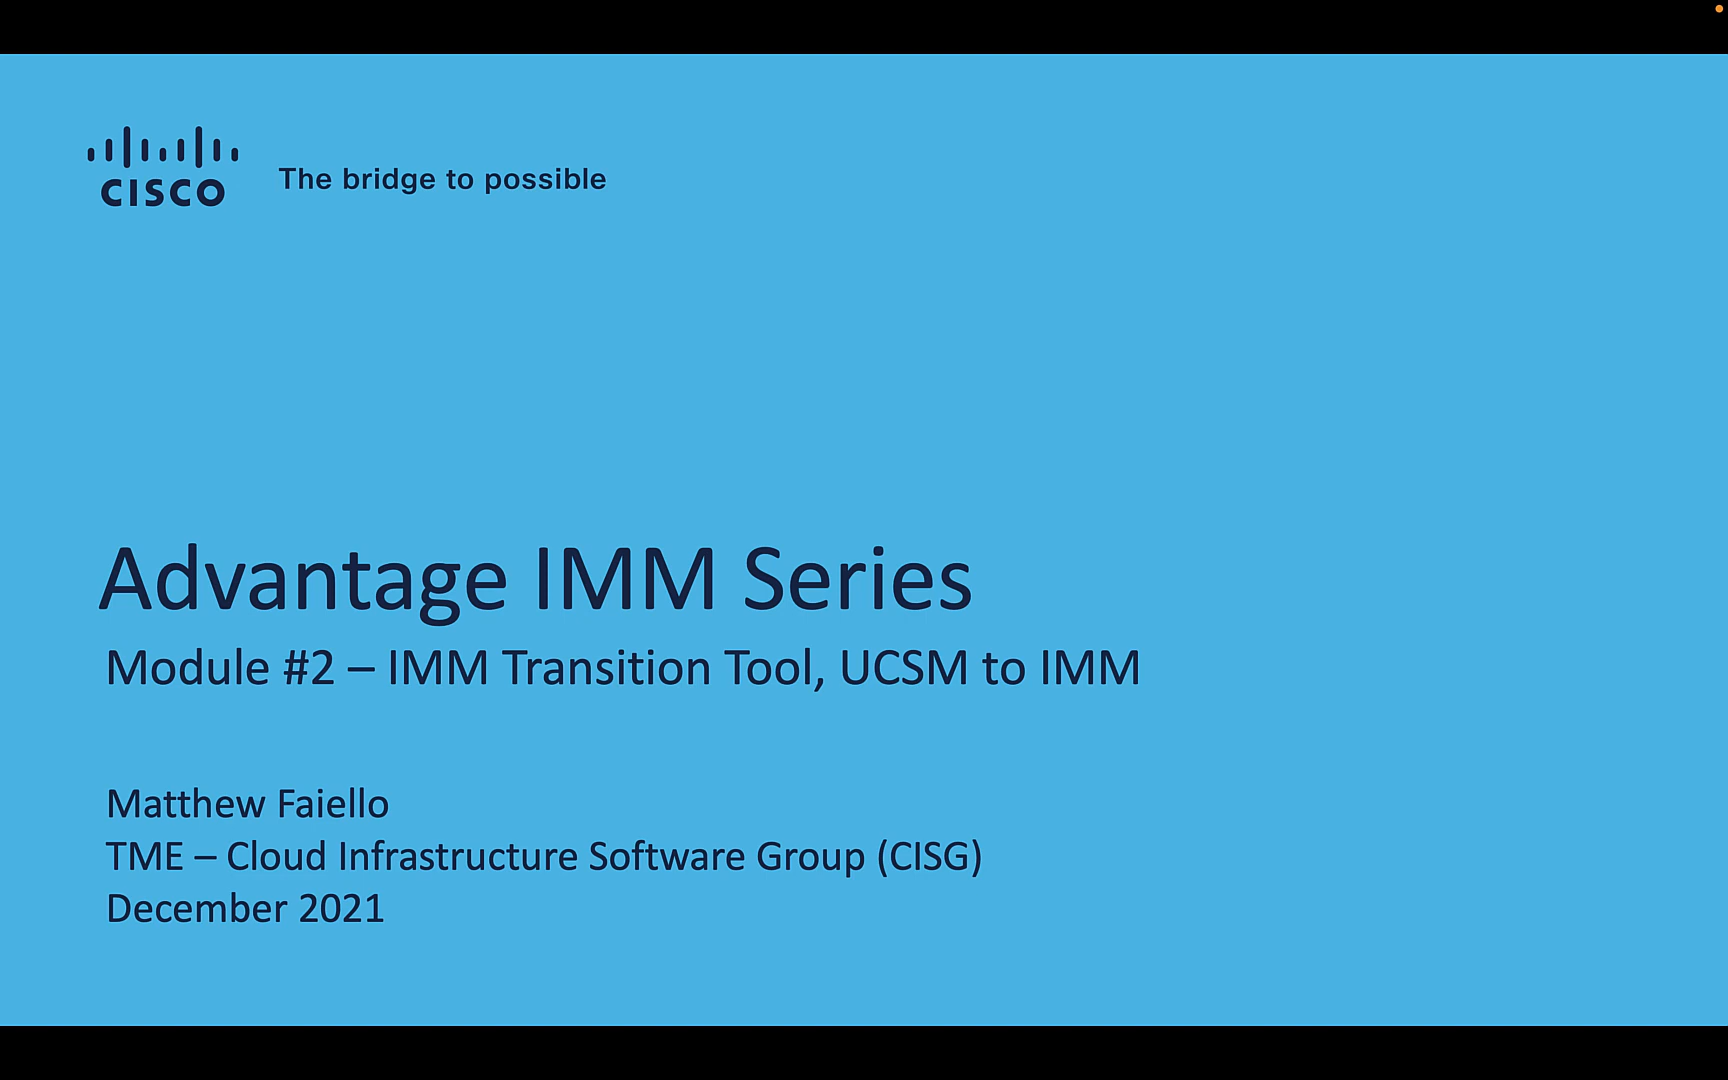 CISCO
The bridge to possible
Advantage IMM Series
Module #2 – IMM Transition Tool, UCSM to IMM
Matthew Faiello
TME – Cloud Infrastructure Software Group (CISG)
December 2021